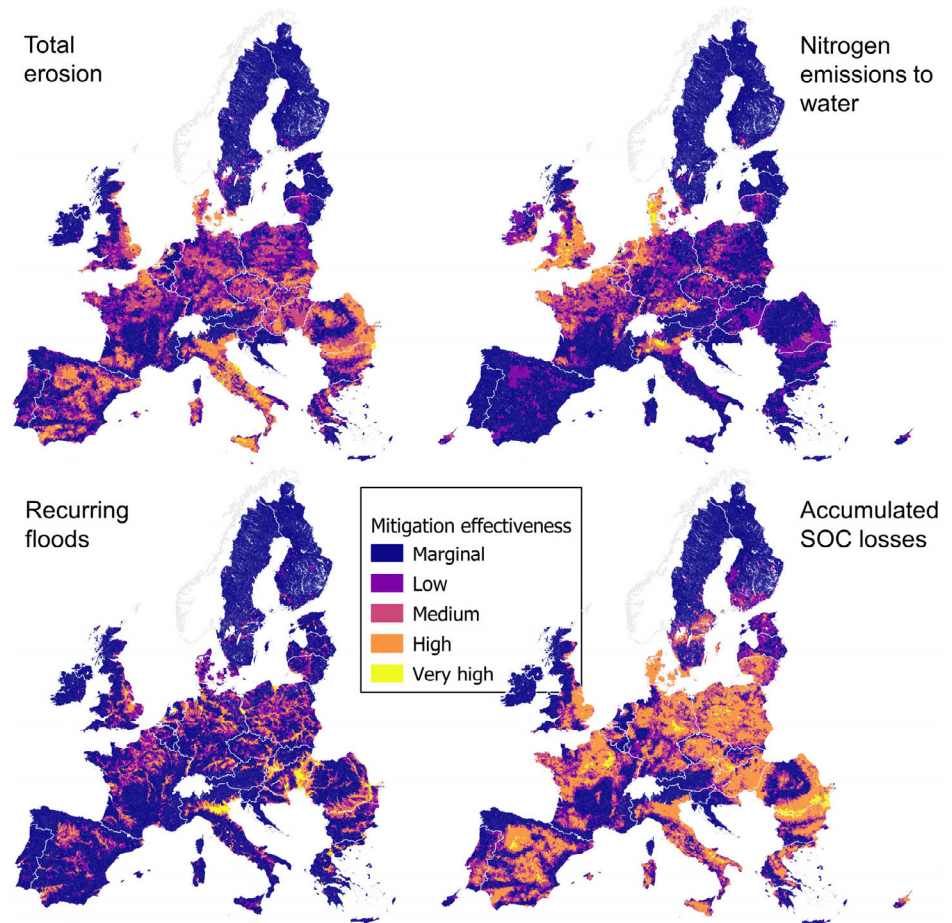 Total
erosion
Nitrogen
emissions to
water
Recurring
floods
Mitigation effectiveness
Marginal
Low
Medium
High
Very high
Accumulated
SOC losses